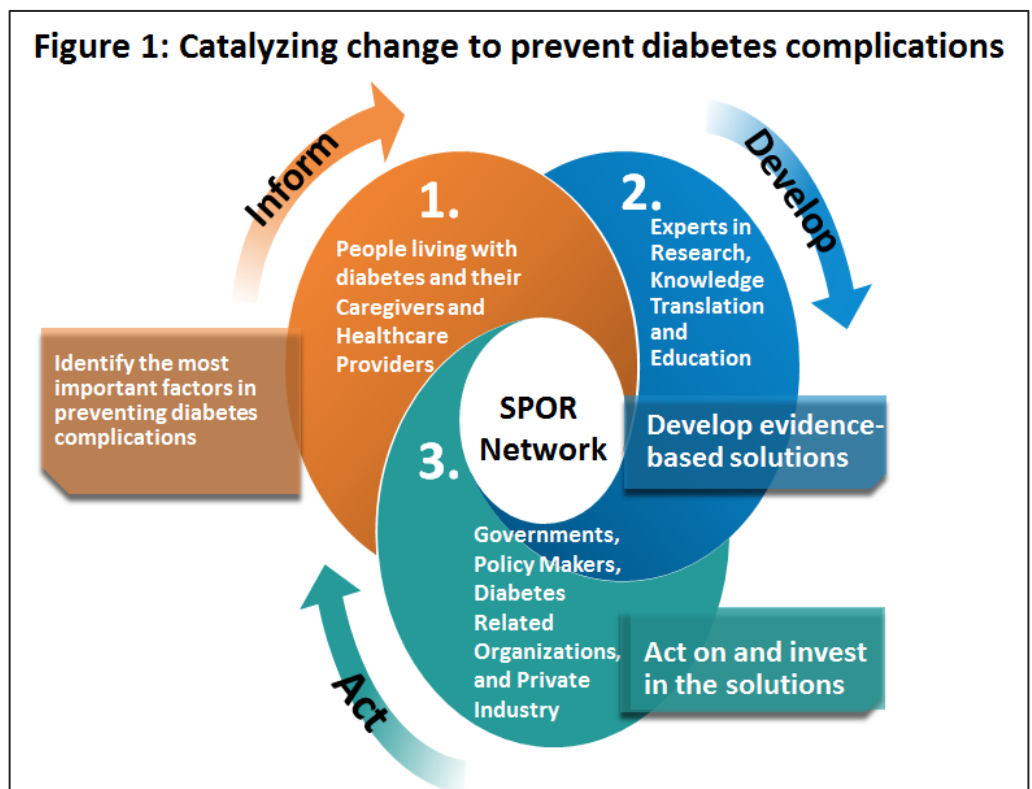 Figure 1: Catalyzing change to prevent diabetes complications
Inform
Develop
1.
People living with
diabetes and their
Caregivers and
Healthcare
Providers
2.
Experts in
Research,
Knowledge
Translation
and
Education
Identify the most
important factors in
preventing diabetes
complications
SPOR
Network
Develop evidence-
based solutions
3.
Governments,
Policy Makers,
Diabetes
Related
Organizations,
and Private
Industry
Act on and invest
in the solutions
Act